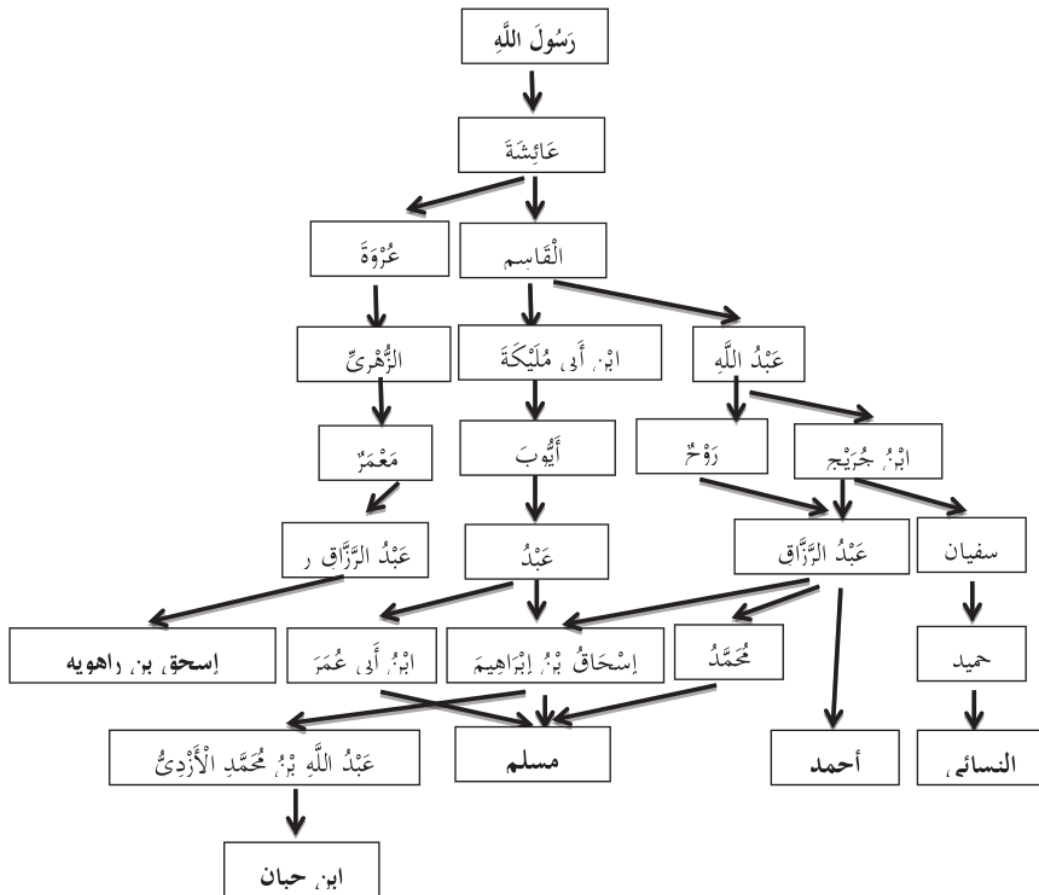 رَسُولَ اللَّهِ
عَائِشَةَ
الْقَاسِم
عُرْوَةَ
عَبْدُ اللَّهِ
ابْنِ أَبِي مُلَيْكَةَ
الزُّهْرِيِّ
ابْنُ جُرَيْجٍ
رَوْحٌ
أَيُّوبَ
مَعْمَرٌ
سفيان
عَبْدُ الرَّزَّاقِ
عَبْدُ
عَبْدُ الرَّزَّاقِ ر
حميد
مُحَمَّدُ
إِسْحَاقُ بْنُ إِبْرَاهِيمَ
ابْنُ أَبِي عُمَرَ
إسحق بن راهويه
النسائي
أحمد
مسلم
عَبْدُ اللَّهِ بْنُ مُحَمَّدٍ الْأَزْدِيُّ
ابن حبان